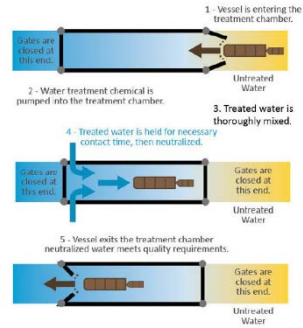 1 - Vessel is entering the
treatment chamber.
Gates are
closed at
this end.
Untreated
Water
2 - Water treatment chemical is
pumped into the treatment chamber.
3. Treated water is
thoroughly mixed.
4 - Treated water is held for necessary
contact time, then neutralized.
Gates are
closed at
this end.
Gates are
closed at
this end.
Untreated
Water
5 - Vessel exits the treatment chamber
neutralized water meets quality requirements.
Gates are
closed at
this end.
Untreated
Water